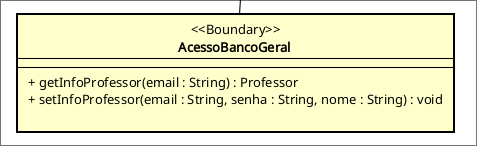 <<Boundary>>
AcessoBancoGeral
+ getInfoProfessor(email : String) : Professor
+ setInfoProfessor(email : String, senha : String, nome : String) : void